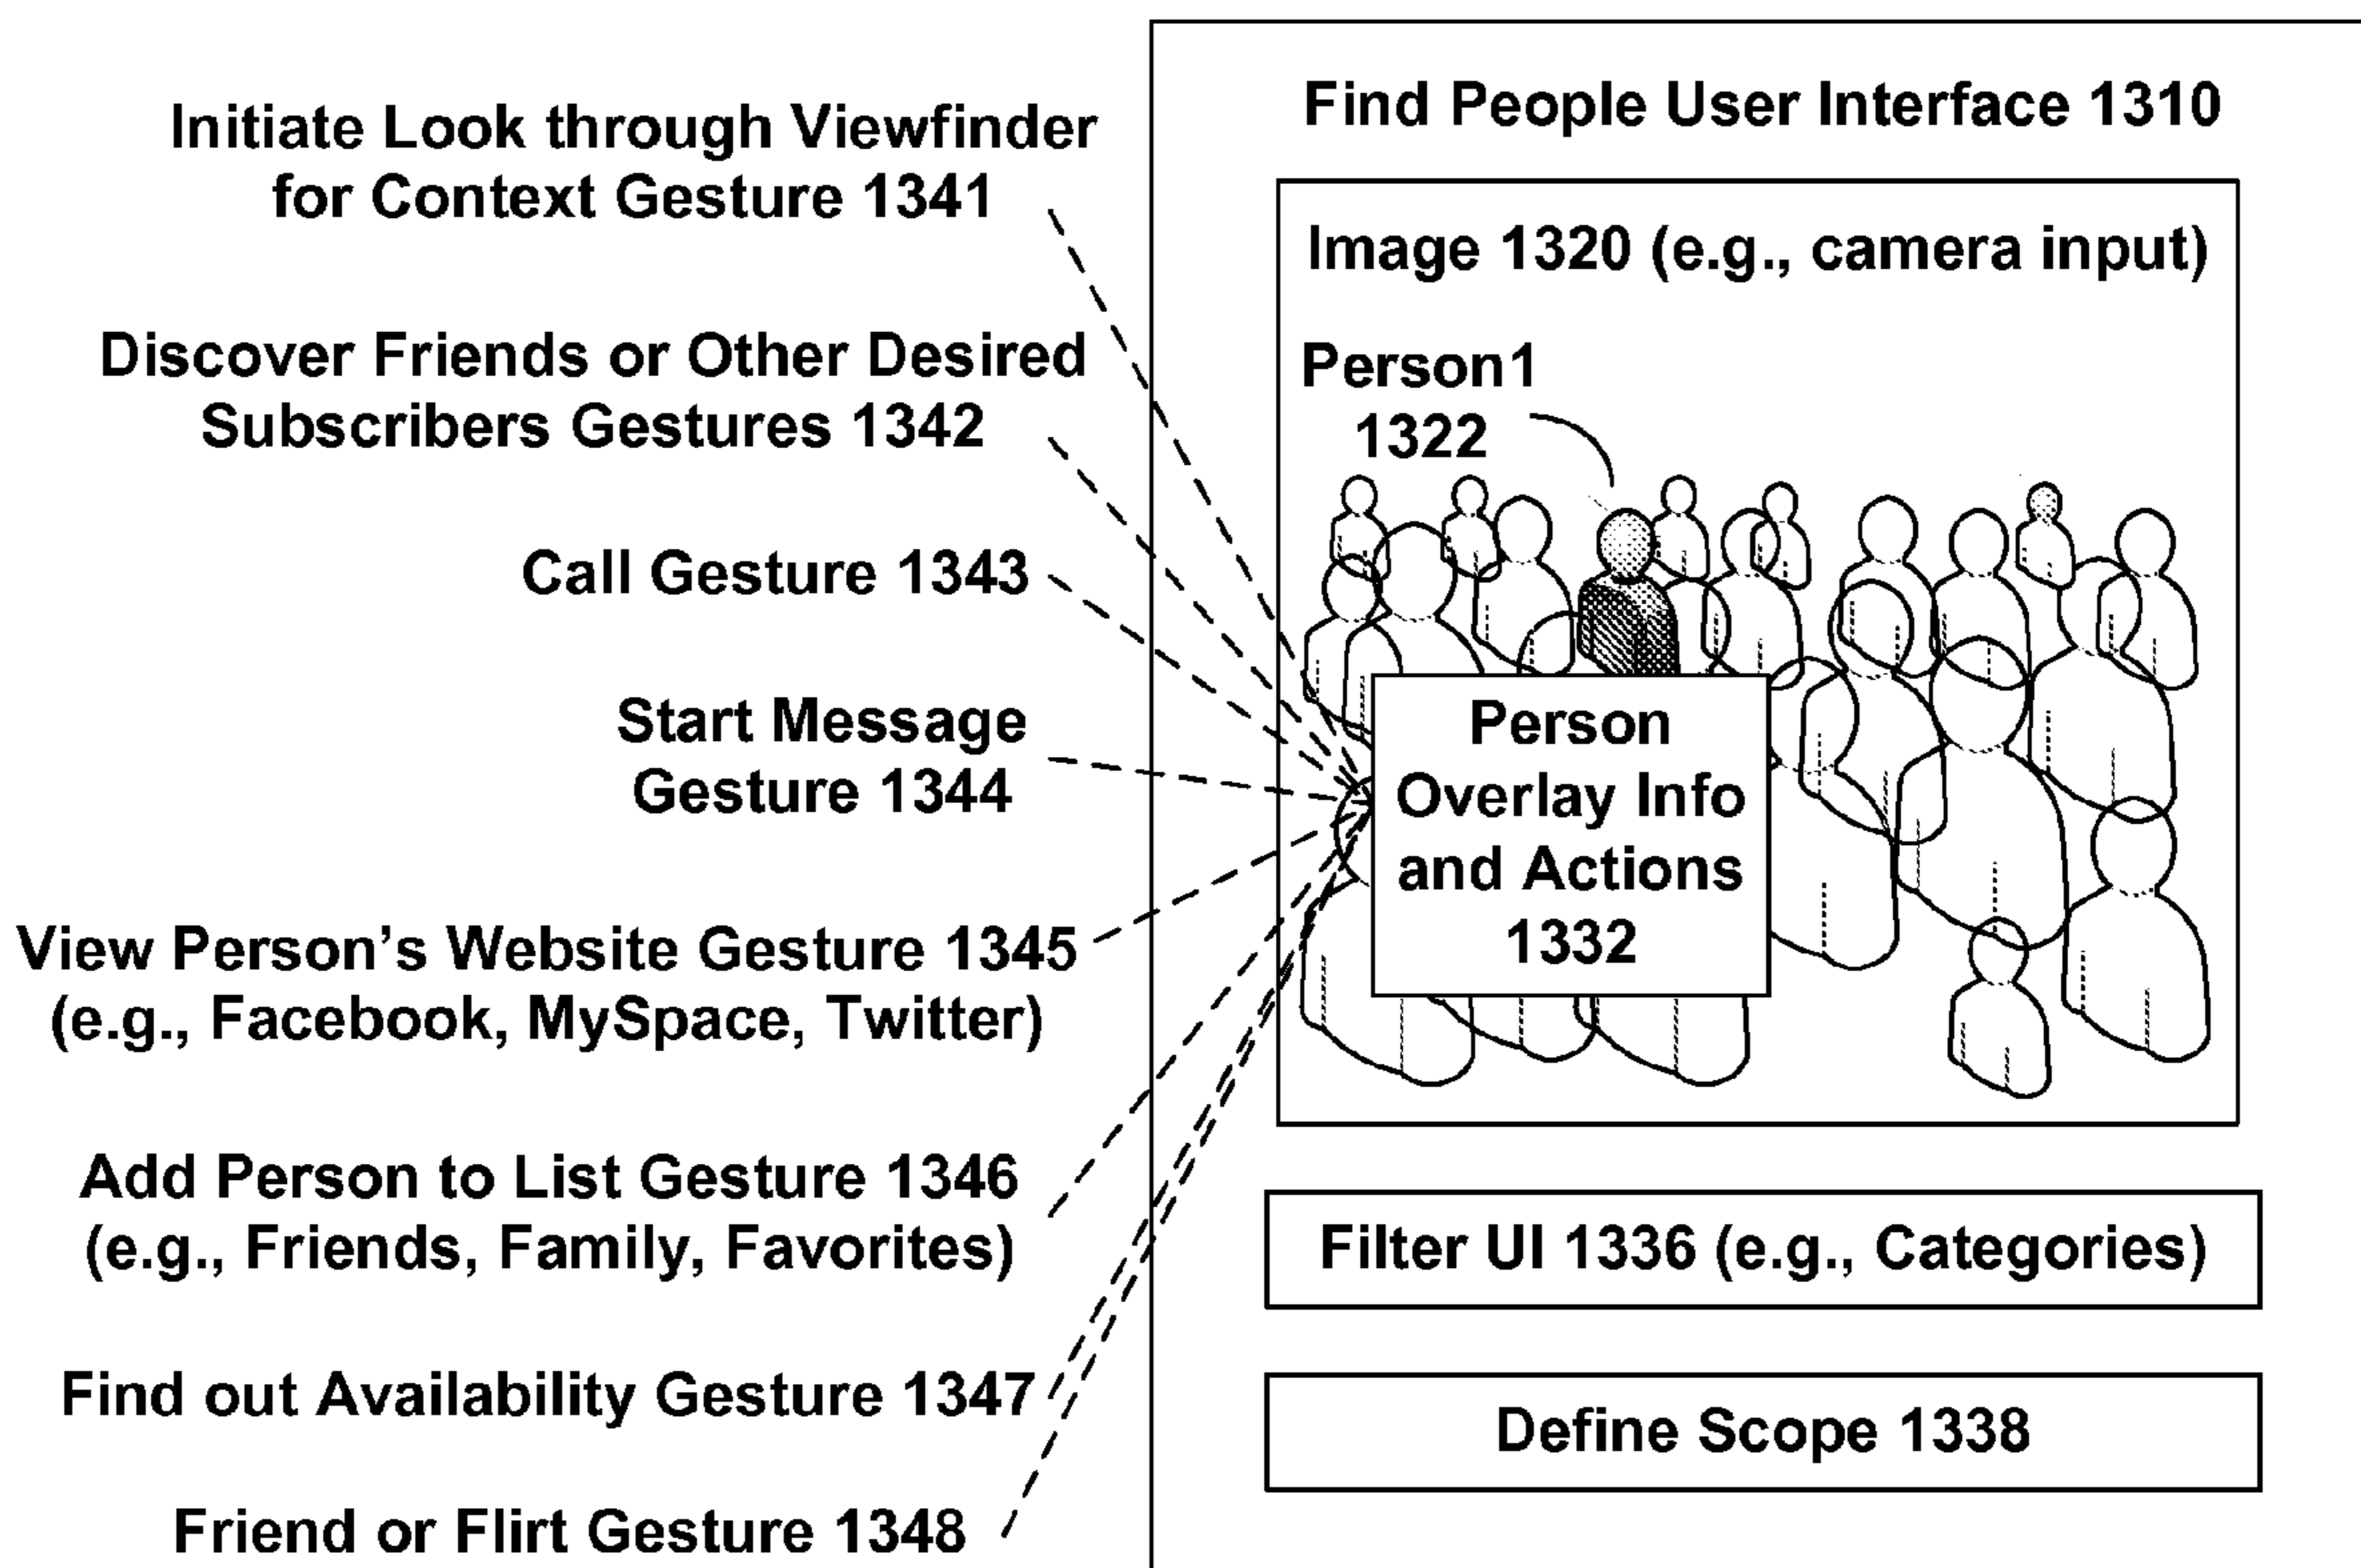 Initiate Look through Viewfinder
for Context Gesture 1341
Discover Friends or Other Desired
Subscribers Gestures 1342
Call Gesture 1343
Start Message
Gesture 1344
View Person’s Website Gesture 1345
(e.g., Facebook, MySpace, Twitter)
Add Person to List Gesture 1346
(e.g., Friends, Family, Favorites)
Find out Availability Gesture 1347
Friend or Flirt Gesture 1348
Find People User Interface 1310
Image 1320 (e.g., camera input)
Person1
1322
Person
Overlay Info
and Actions
1332
Filter UI 1336 (e.g., Categories)
Define Scope 1338